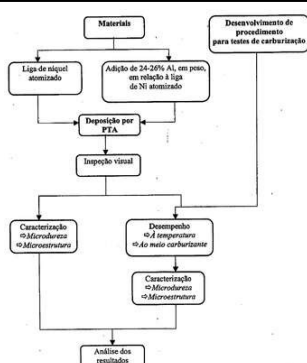 Materiais
Desenvolvimento de
procedimento
para testes de carburização
Liga de níquel
atomizado
Adição de 24-26% Al, em peso,
em relação à liga
de Ni atomizado
Deposição por
PTA
Inspeção visual
Caracterização
⇨Microdureza
⇨Microestrutura
Desempenho
⇨À temperatura
⇨Ao meio carburizante
Caracterização
⇨Microdureza
⇨Microestrutura
Análise dos
resultados